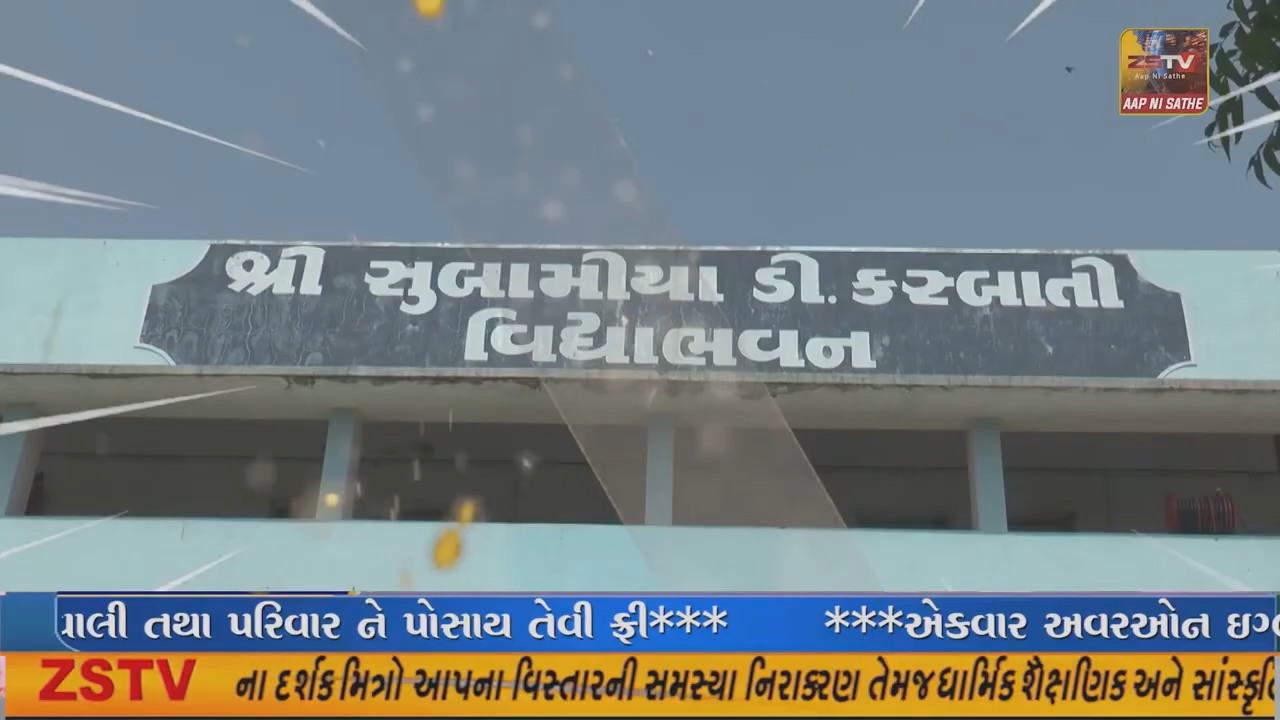 ZSTV
Aap Ni Sathe
AAP NI SATHE
શ્રી સુબામીયા ડી. કરબાતી
વિદ્યાભવન
તથા પરિવાર ને પોસાય તેવી ફ્રી*** ***એકવાર અવરઓન
ZSTV ના દર્શક મિત્રો આપના વિસ્તારની સમસ્યા નિરાકરણ તેમજ ધાર્મિક શૈક્ષણિક અને